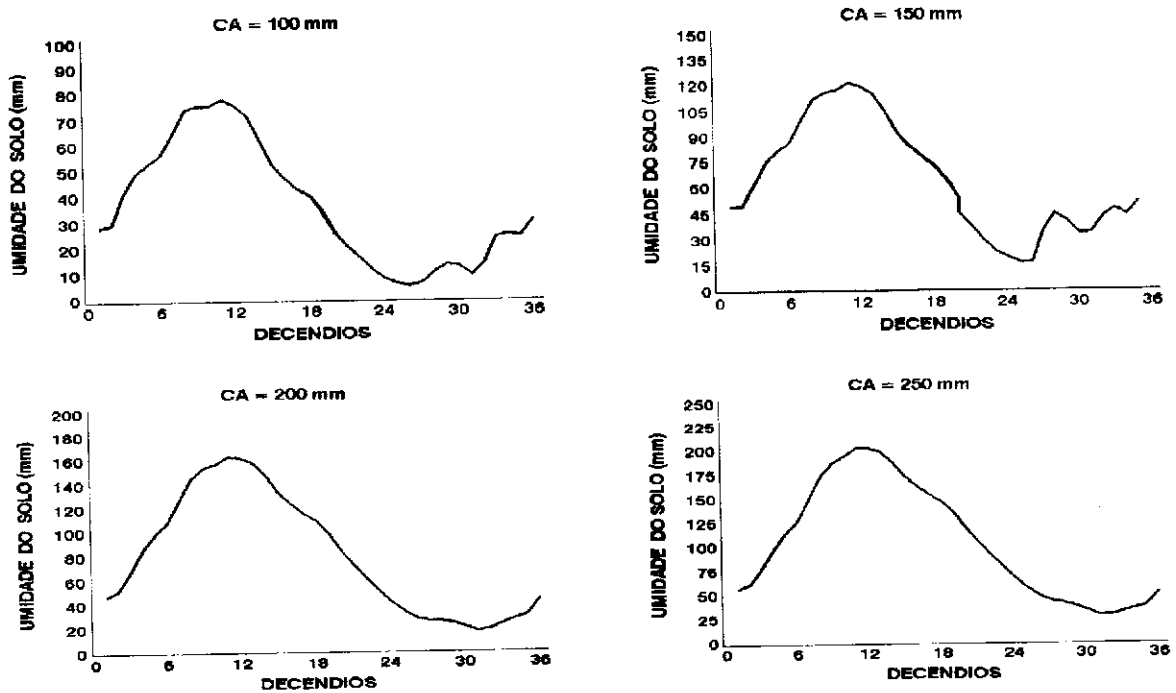 CA = 100 mm
UMIDADE DO SOLO (mm)
100
90
80
70
60
50
40
30
20
10
0
0 6 12 18 24 30 36
DECENDIOS
CA = 150 mm
UMIDADE DO SOLO (mm)
150
135
120
105
90
75
60
45
30
15
0
0 6 12 18 24 30 36
DECENDIOS
CA = 200 mm
UMIDADE DO SOLO (mm)
200
180
160
140
120
100
80
60
40
20
0
0 6 12 18 24 30 36
DECENDIOS
CA = 250 mm
UMIDADE DO SOLO (mm)
250
225
200
175
150
125
100
75
50
25
0
0 6 12 18 24 30 36
DECENDIOS